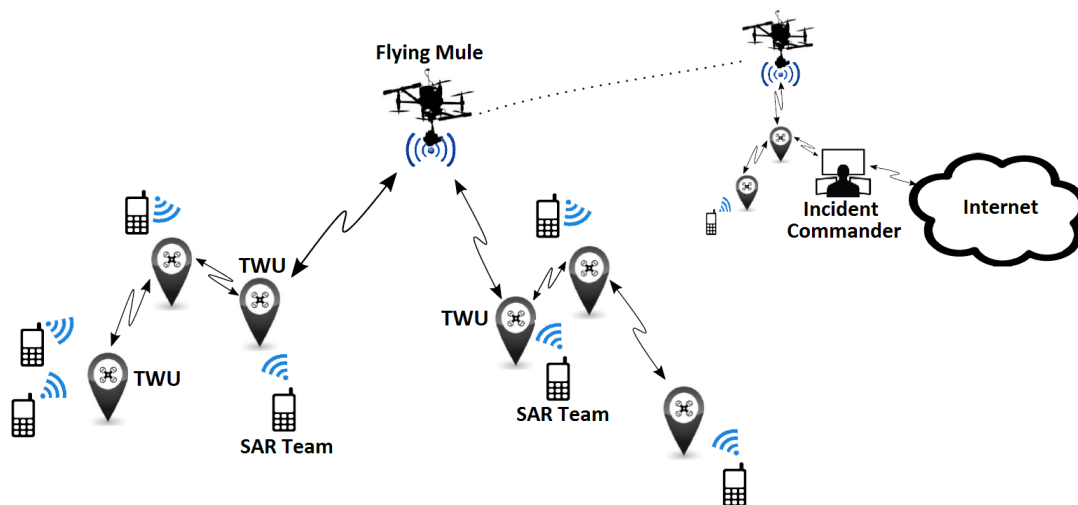 Flying Mule
Incident
Commander
Internet
TWU
TWU
TWU
SAR Team
SAR Team